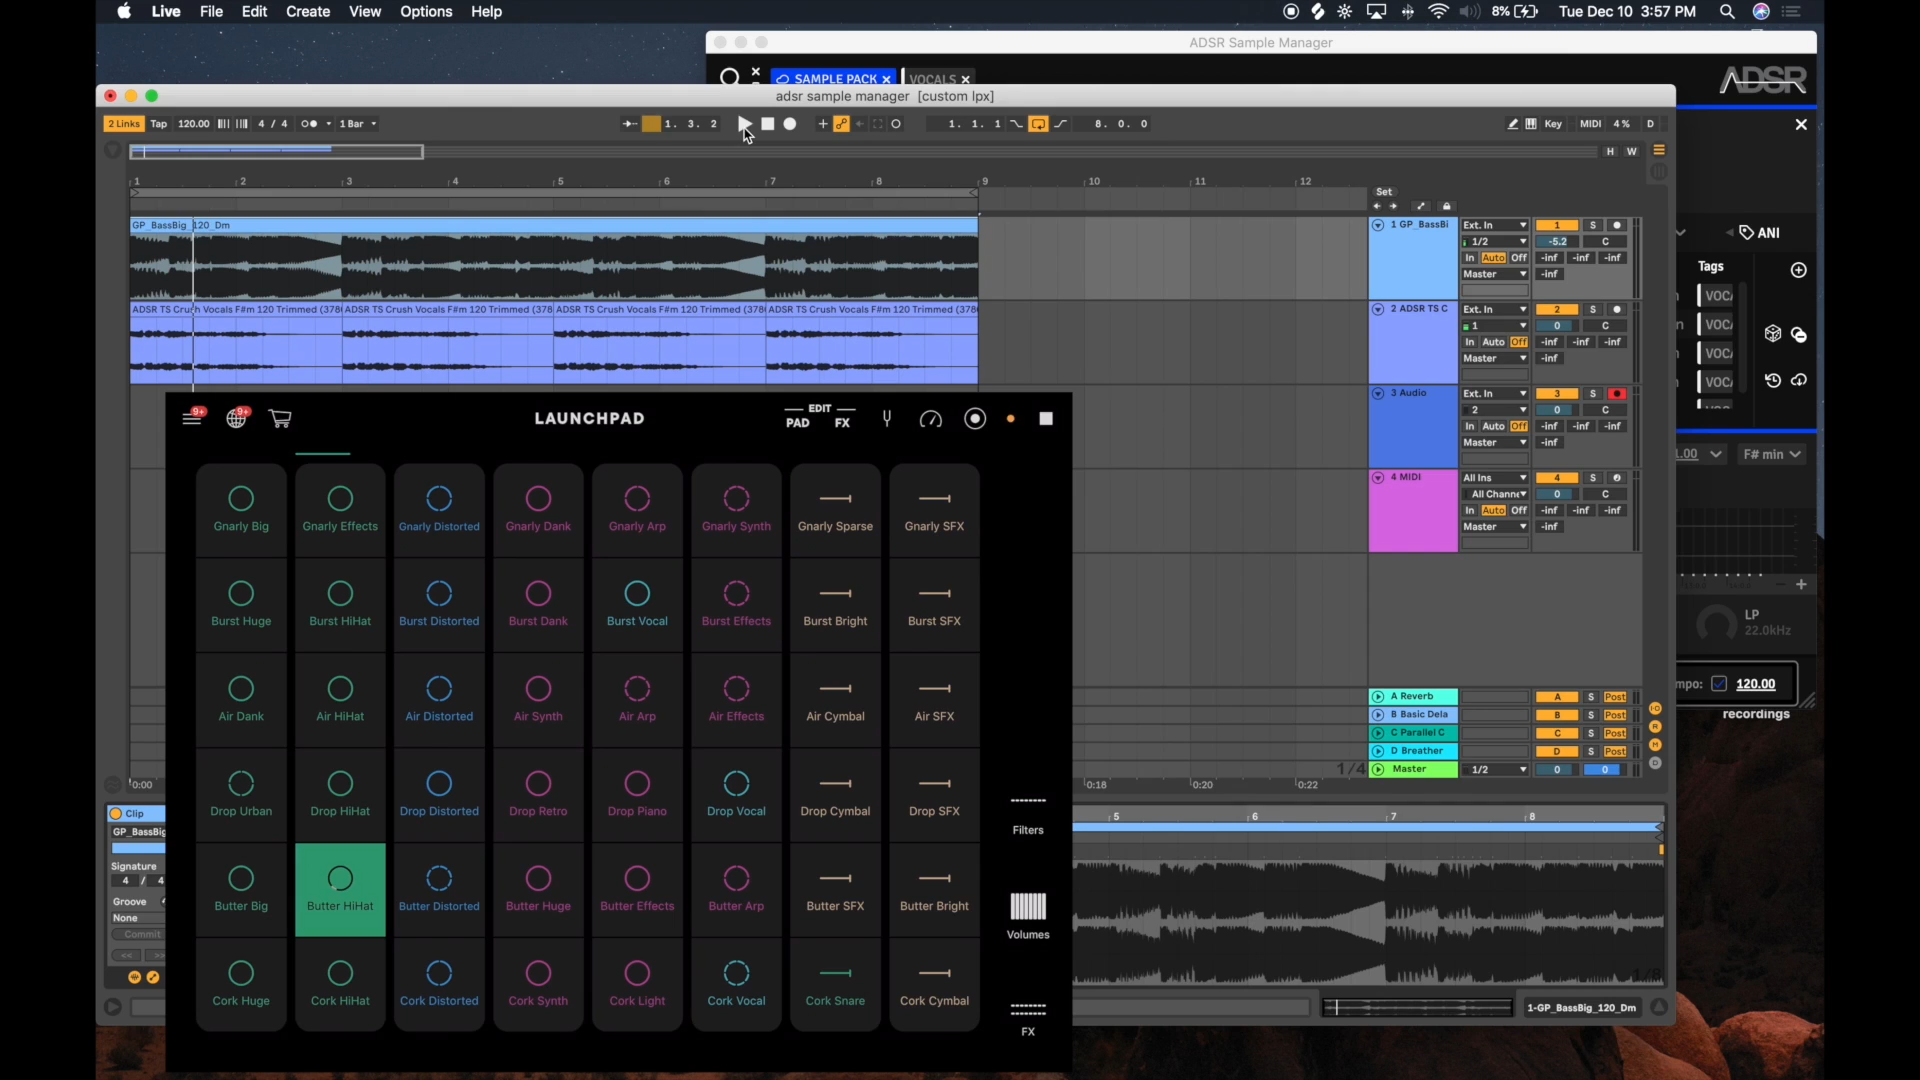 Live File Edit Create View Options Help
8% Tue Dec 10 3:57 PM
ADSR Sample Manager
SAMPLE PACK × VOCALS ×
ADSR
adsr sample manager [custom lpx]
2 Links Tap 120.00 4 / 4 1 Bar
1. 3. 2
1. 1. 1
8. 0. 0
Key MIDI 4% D
H W
1 2 3 4 5 6 7 8 9 10 11 12
Set
GP_BassBig_120_Dm
1 GP_BassBi Ext. In 1 S
1/2 -5.2 C
In Auto Off -inf -inf -inf
Master -inf
ADSR TS Crush Vocals F#m 120 Trimmed (378 ADSR TS Crush Vocals F#m 120 Trimmed (378 ADSR TS Crush Vocals F#m 120 Trimmed (378 ADSR TS Crush Vocals F#m 120 Trimmed (378
2 ADSR TS C Ext. In 2 S
1 0 C
In Auto Off -inf -inf -inf
Master -inf
3 Audio Ext. In 3 S
2 0 C
In Auto Off -inf -inf -inf
Master -inf
4 MIDI All Ins 4 S
All Channe 0 C
In Auto Off -inf -inf -inf
Master -inf
A Reverb A S Post
B Basic Dela B S Post
C Parallel C C S Post
D Breather D S Post
1/4 Master 1/2 0 0
0:00 0:18 0:20 0:22
ANI
Tags
VOC
VOC
VOC
VOC
1.00 F# min
LP
22.0kHz
mpo: 120.00
recordings
9+ 9+ LAUNCHPAD EDIT
PAD FX
Gnarly Big Gnarly Effects Gnarly Distorted Gnarly Dank Gnarly Arp Gnarly Synth Gnarly Sparse Gnarly SFX
Burst Huge Burst HiHat Burst Distorted Burst Dank Burst Vocal Burst Effects Burst Bright Burst SFX
Air Dank Air HiHat Air Distorted Air Synth Air Arp Air Effects Air Cymbal Air SFX
Drop Urban Drop HiHat Drop Distorted Drop Retro Drop Piano Drop Vocal Drop Cymbal Drop SFX
Butter Big Butter HiHat Butter Distorted Butter Huge Butter Effects Butter Arp Butter SFX Butter Bright
Cork Huge Cork HiHat Cork Distorted Cork Synth Cork Light Cork Vocal Cork Snare Cork Cymbal
Filters
Volumes
FX
Clip
GP_BassBig
Signature
4 / 4
Groove
None
Commit
<< >>
5 6 7 8
1/8
1-GP_BassBig_120_Dm